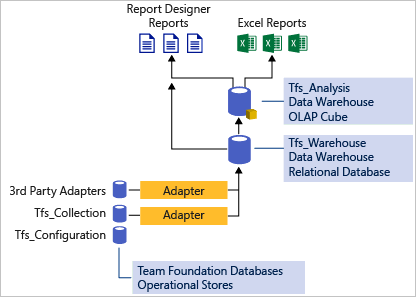 Report Designer
Reports
Excel Reports
Tfs_Analysis
Data Warehouse
OLAP Cube
Tfs_Warehouse
Data Warehouse
Relational Database
3rd Party Adapters
Adapter
Tfs_Collection
Adapter
Tfs_Configuration
Team Foundation Databases
Operational Stores